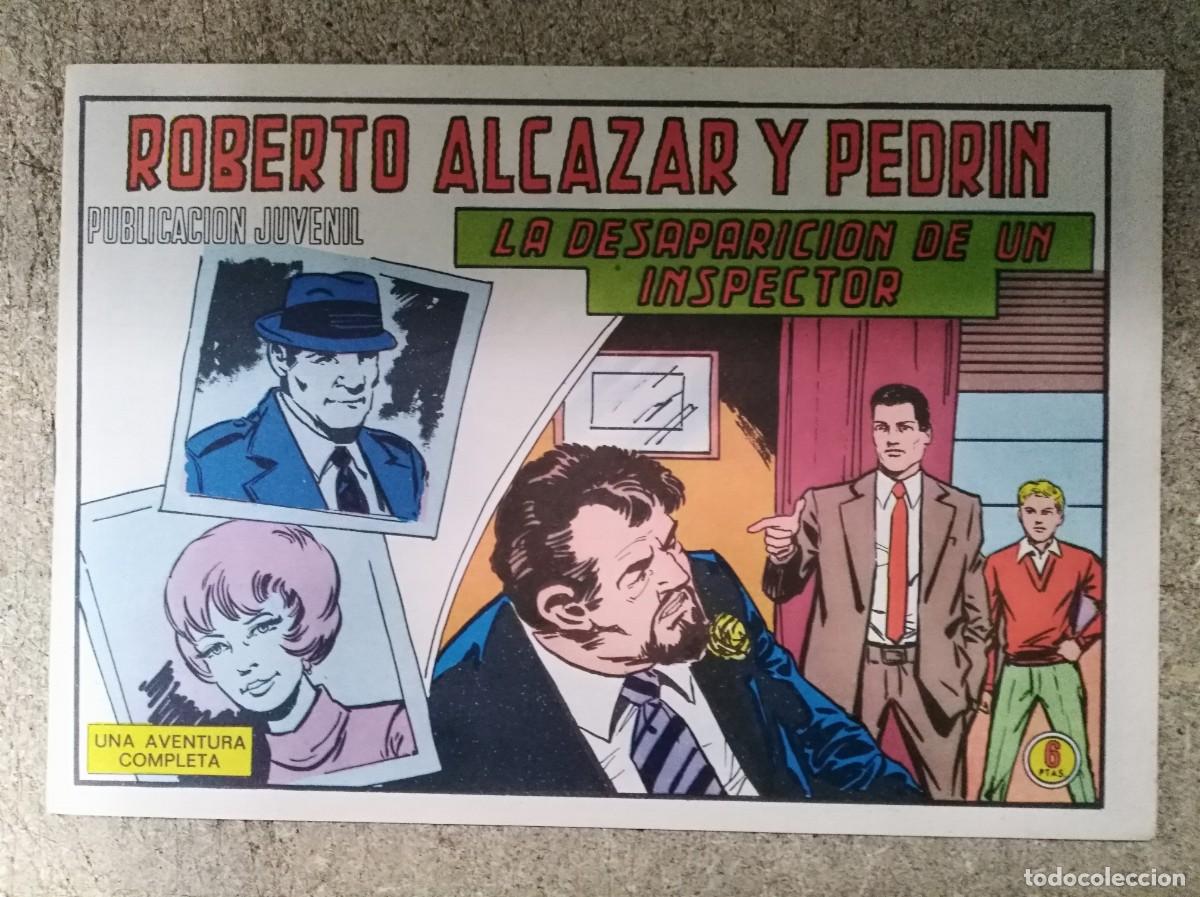 ROBERTO ALCAZAR Y PEDRIN
PUBLICACION JUVENIL
LA DESAPARICION DE UN
INSPECTOR
UNA AVENTURA
COMPLETA
6
PTAS.
todocoleccion